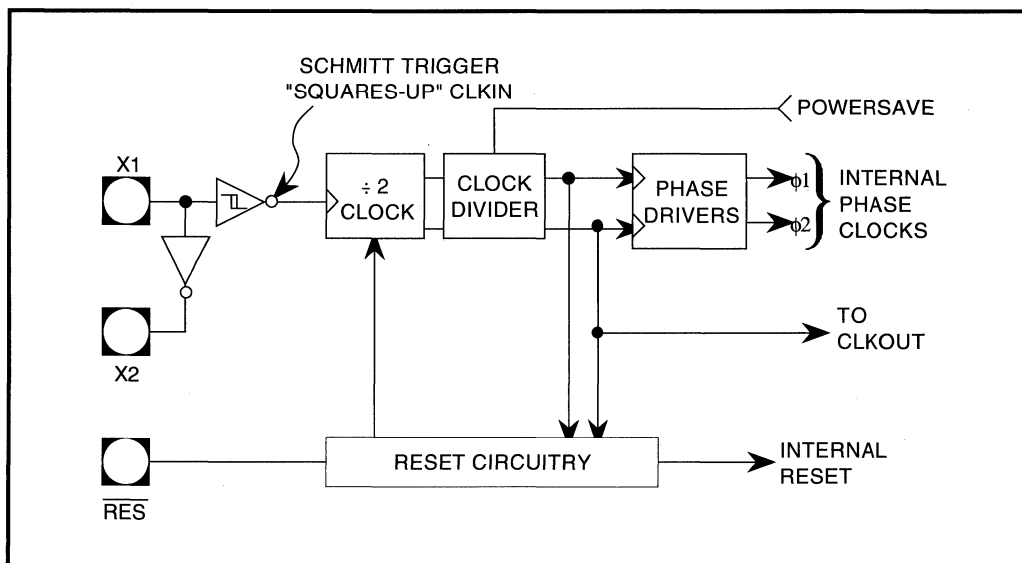 SCHMITT TRIGGER
"SQUARES-UP" CLKIN
POWERSAVE
X1
÷ 2
CLOCK
CLOCK
DIVIDER
PHASE
DRIVERS
ϕ1
ϕ2
INTERNAL
PHASE
CLOCKS
TO
CLKOUT
X2
RESET CIRCUITRY
INTERNAL
RESET
RES